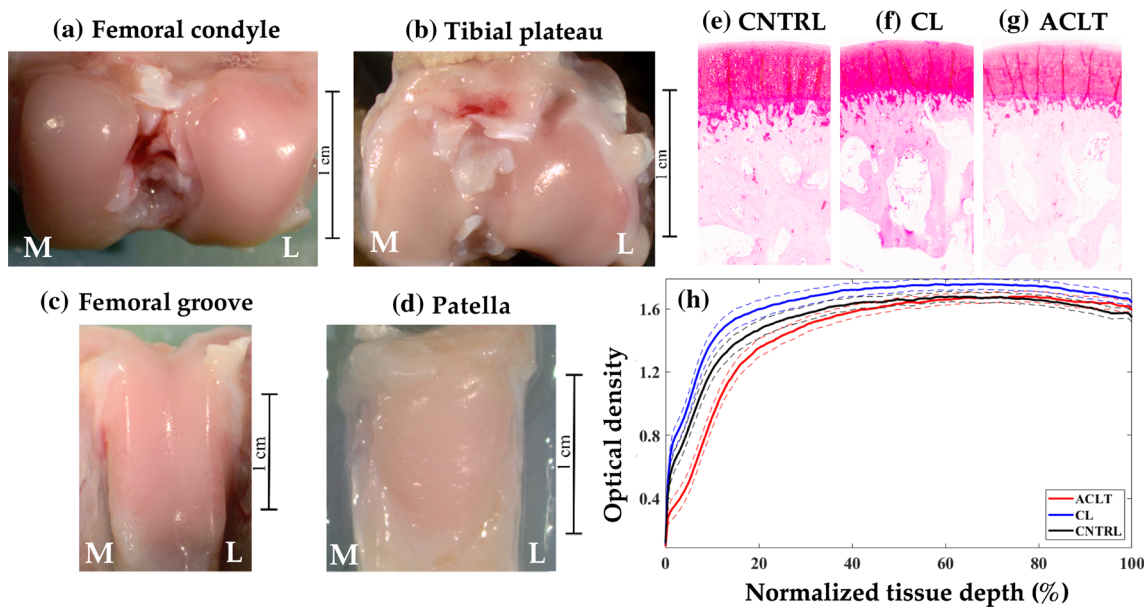 (a) Femoral condyle
(b) Tibial plateau
(e) CNTRL
(f) CL
(g) ACLT
1 cm
M
L
1 cm
M
L
(c) Femoral groove
(d) Patella
1 cm
M
L
1 cm
M
L
(h)
Optical density
1.6
1.2
0.8
0.4
0
20
40
60
80
100
ACLT
CL
CNTRL
Normalized tissue depth (%)